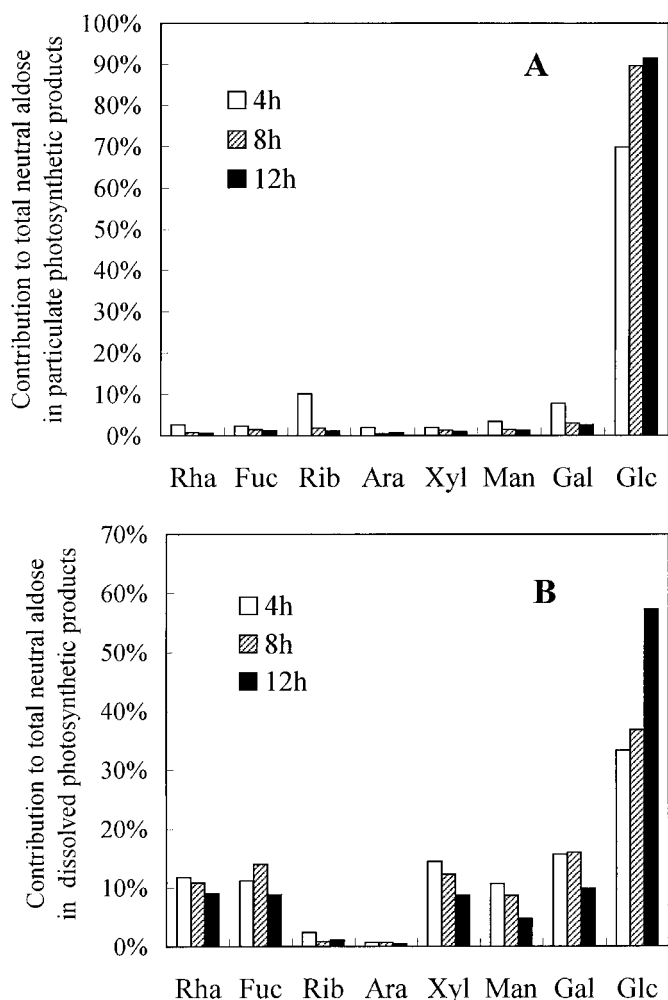 Contribution to total neutral aldose
in particulate photosynthetic products
100%
90%
80%
70%
60%
50%
40%
30%
20%
10%
0%
A
4h
8h
12h
Rha Fuc Rib Ara Xyl Man Gal Glc
Contribution to total neutral aldose
in dissolved photosynthetic products
70%
60%
50%
40%
30%
20%
10%
0%
B
4h
8h
12h
Rha Fuc Rib Ara Xyl Man Gal Glc